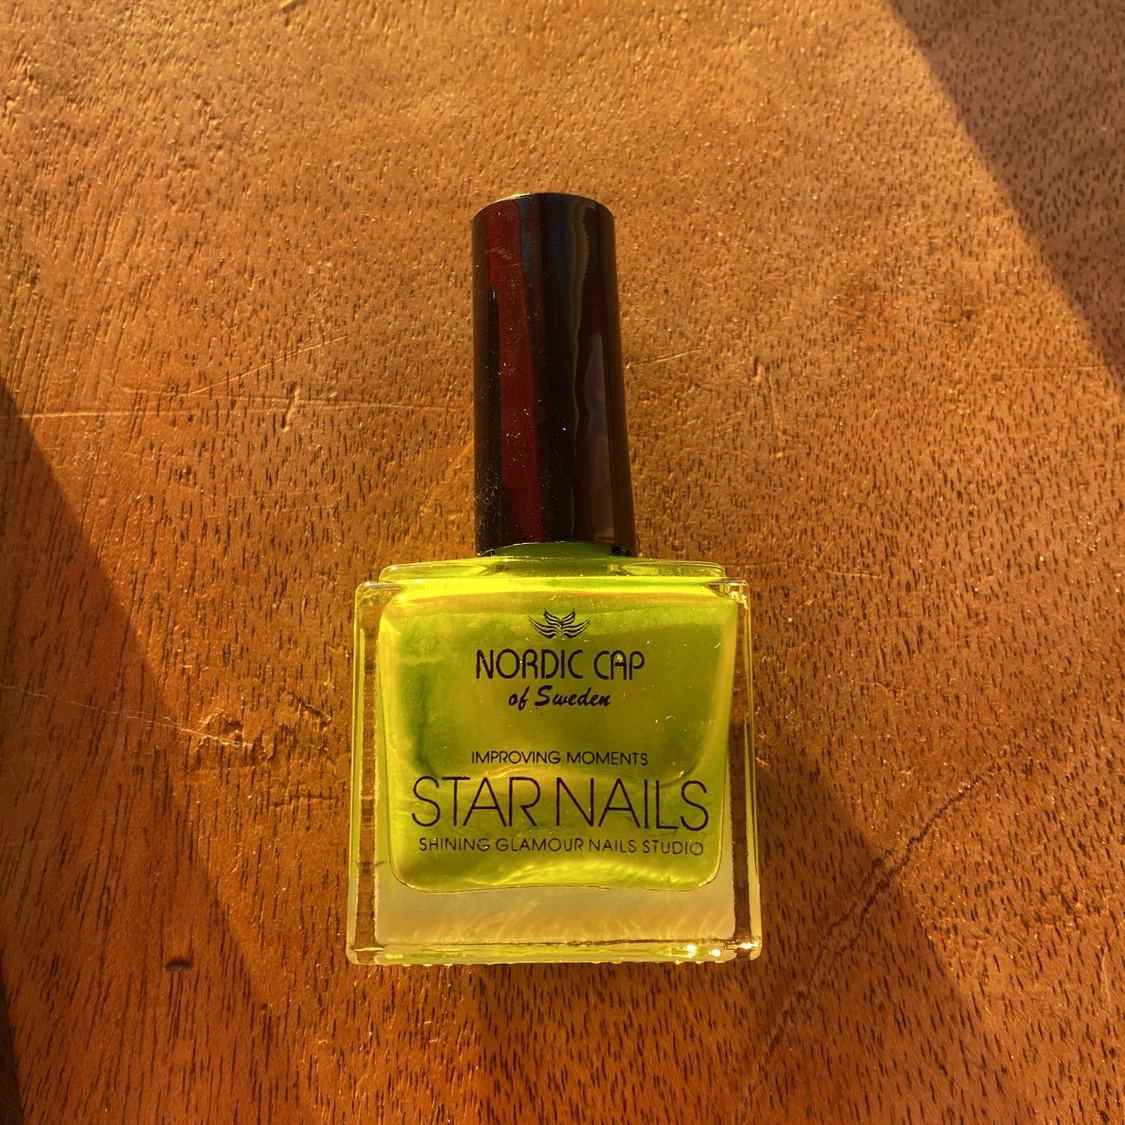 NORDIC CAP
of Sweden
IMPROVING MOMENTS
STAR NAILS
SHINING GLAMOUR NAILS STUDIO